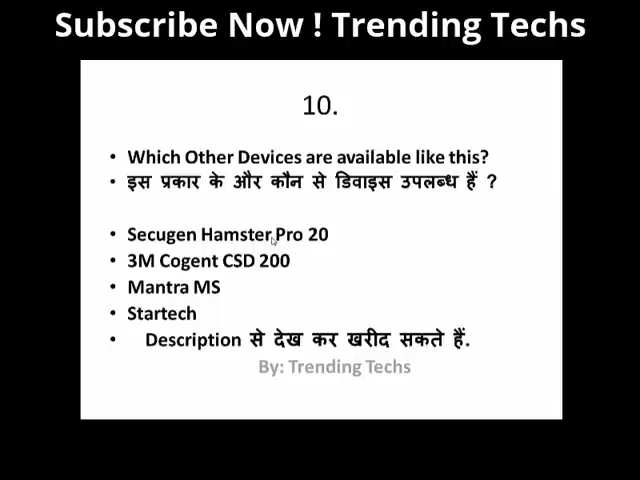 Subscribe Now ! Trending Techs
10.
• Which Other Devices are available like this?
• इस प्रकार के और कौन से डिवाइस उपलब्ध हैं ?
• Secugen Hamster Pro 20
• 3M Cogent CSD 200
• Mantra MS
• Startech
• Description से देख कर खरीद सकते हैं.
By: Trending Techs